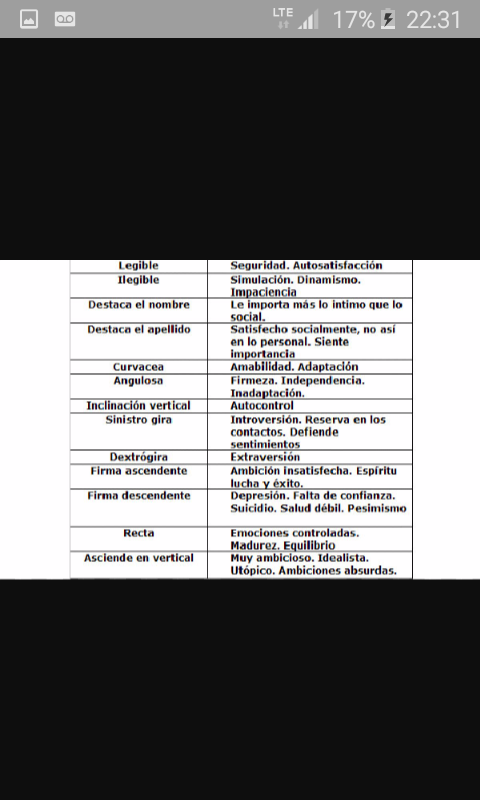 LTE 17% 22:31
Legible Seguridad. Autosatisfacción
Ilegible Simulación. Dinamismo.
Impaciencia
Destaca el nombre Le importa más lo intimo que lo
social.
Destaca el apellido Satisfecho socialmente, no así
en lo personal. Siente
importancia
Curvacea Amabilidad. Adaptación
Angulosa Firmeza. Independencia.
Inadaptación.
Inclinación vertical Autocontrol
Sinistro gira Introversión. Reserva en los
contactos. Defiende
sentimientos
Dextrógira Extraversión
Firma ascendente Ambición insatisfecha. Espíritu
lucha y éxito.
Firma descendente Depresión. Falta de confianza.
Suicidio. Salud débil. Pesimismo
Recta Emociones controladas.
Madurez. Equilibrio
Asciende en vertical Muy ambicioso. Idealista.
Utópico. Ambiciones absurdas.